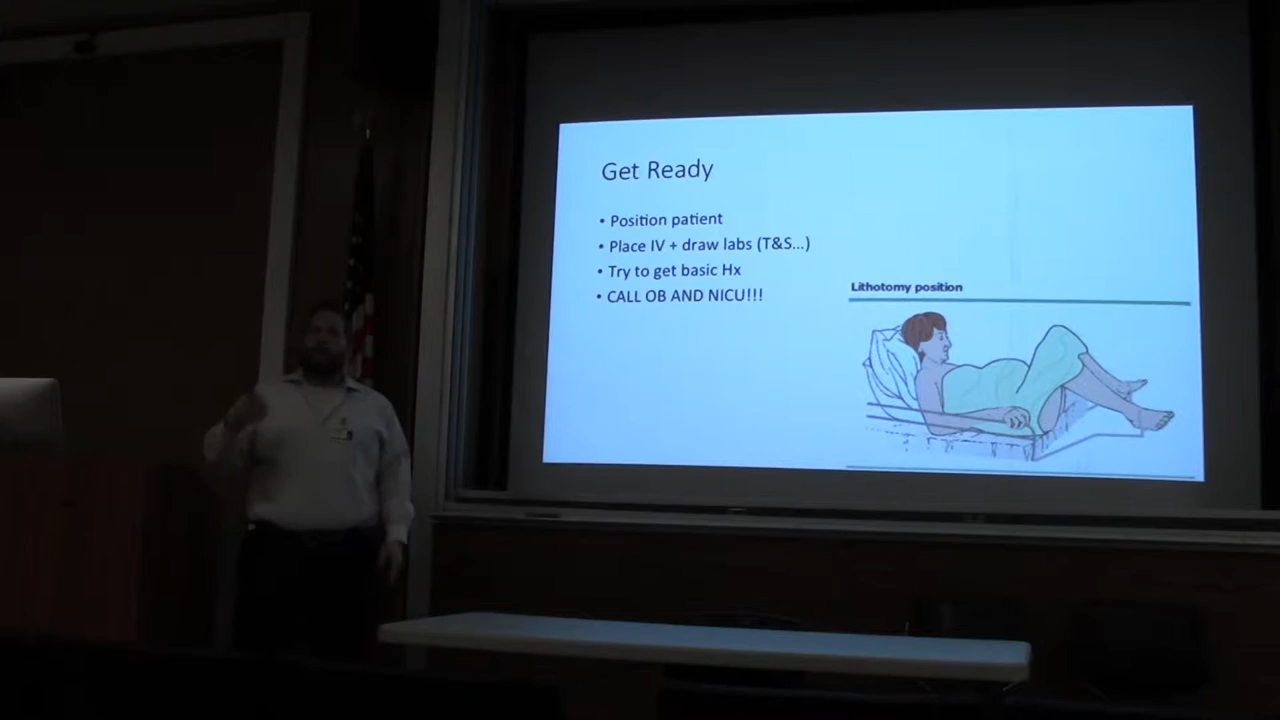 Get Ready
• Position patient
• Place IV + draw labs (T&S...)
• Try to get basic Hx
• CALL OB AND NICU!!!
Lithotomy position